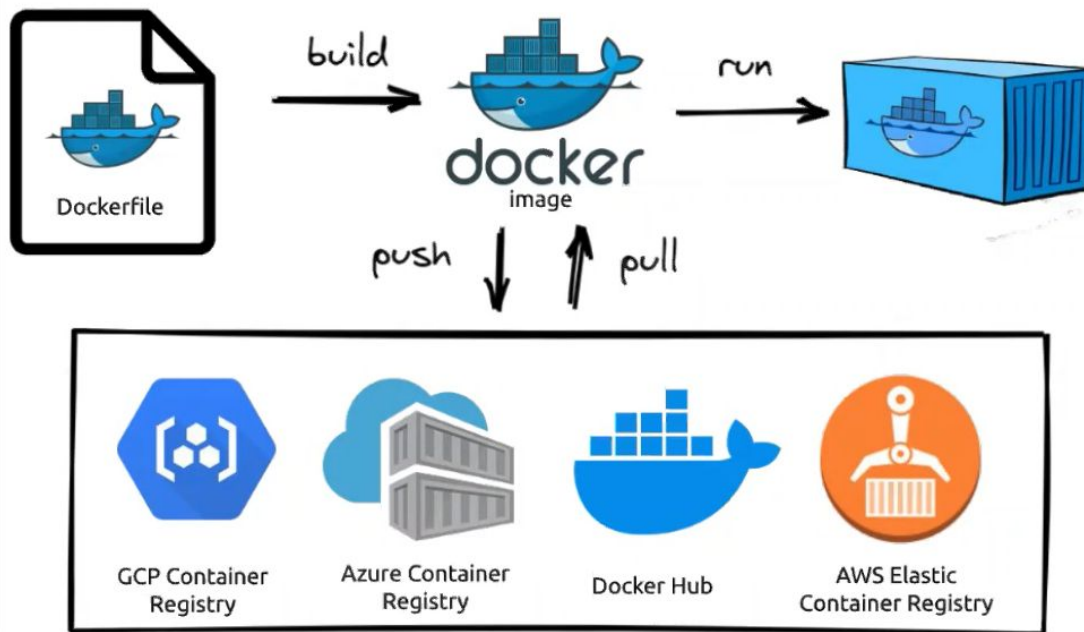 build
run
docker
image
Dockerfile
push
pull
GCP Container
Registry
Azure Container
Registry
Docker Hub
AWS Elastic
Container Registry